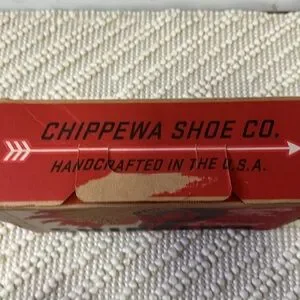 CHIPPEWA SHOE CO.
HANDCRAFTED IN THE U.S.A.